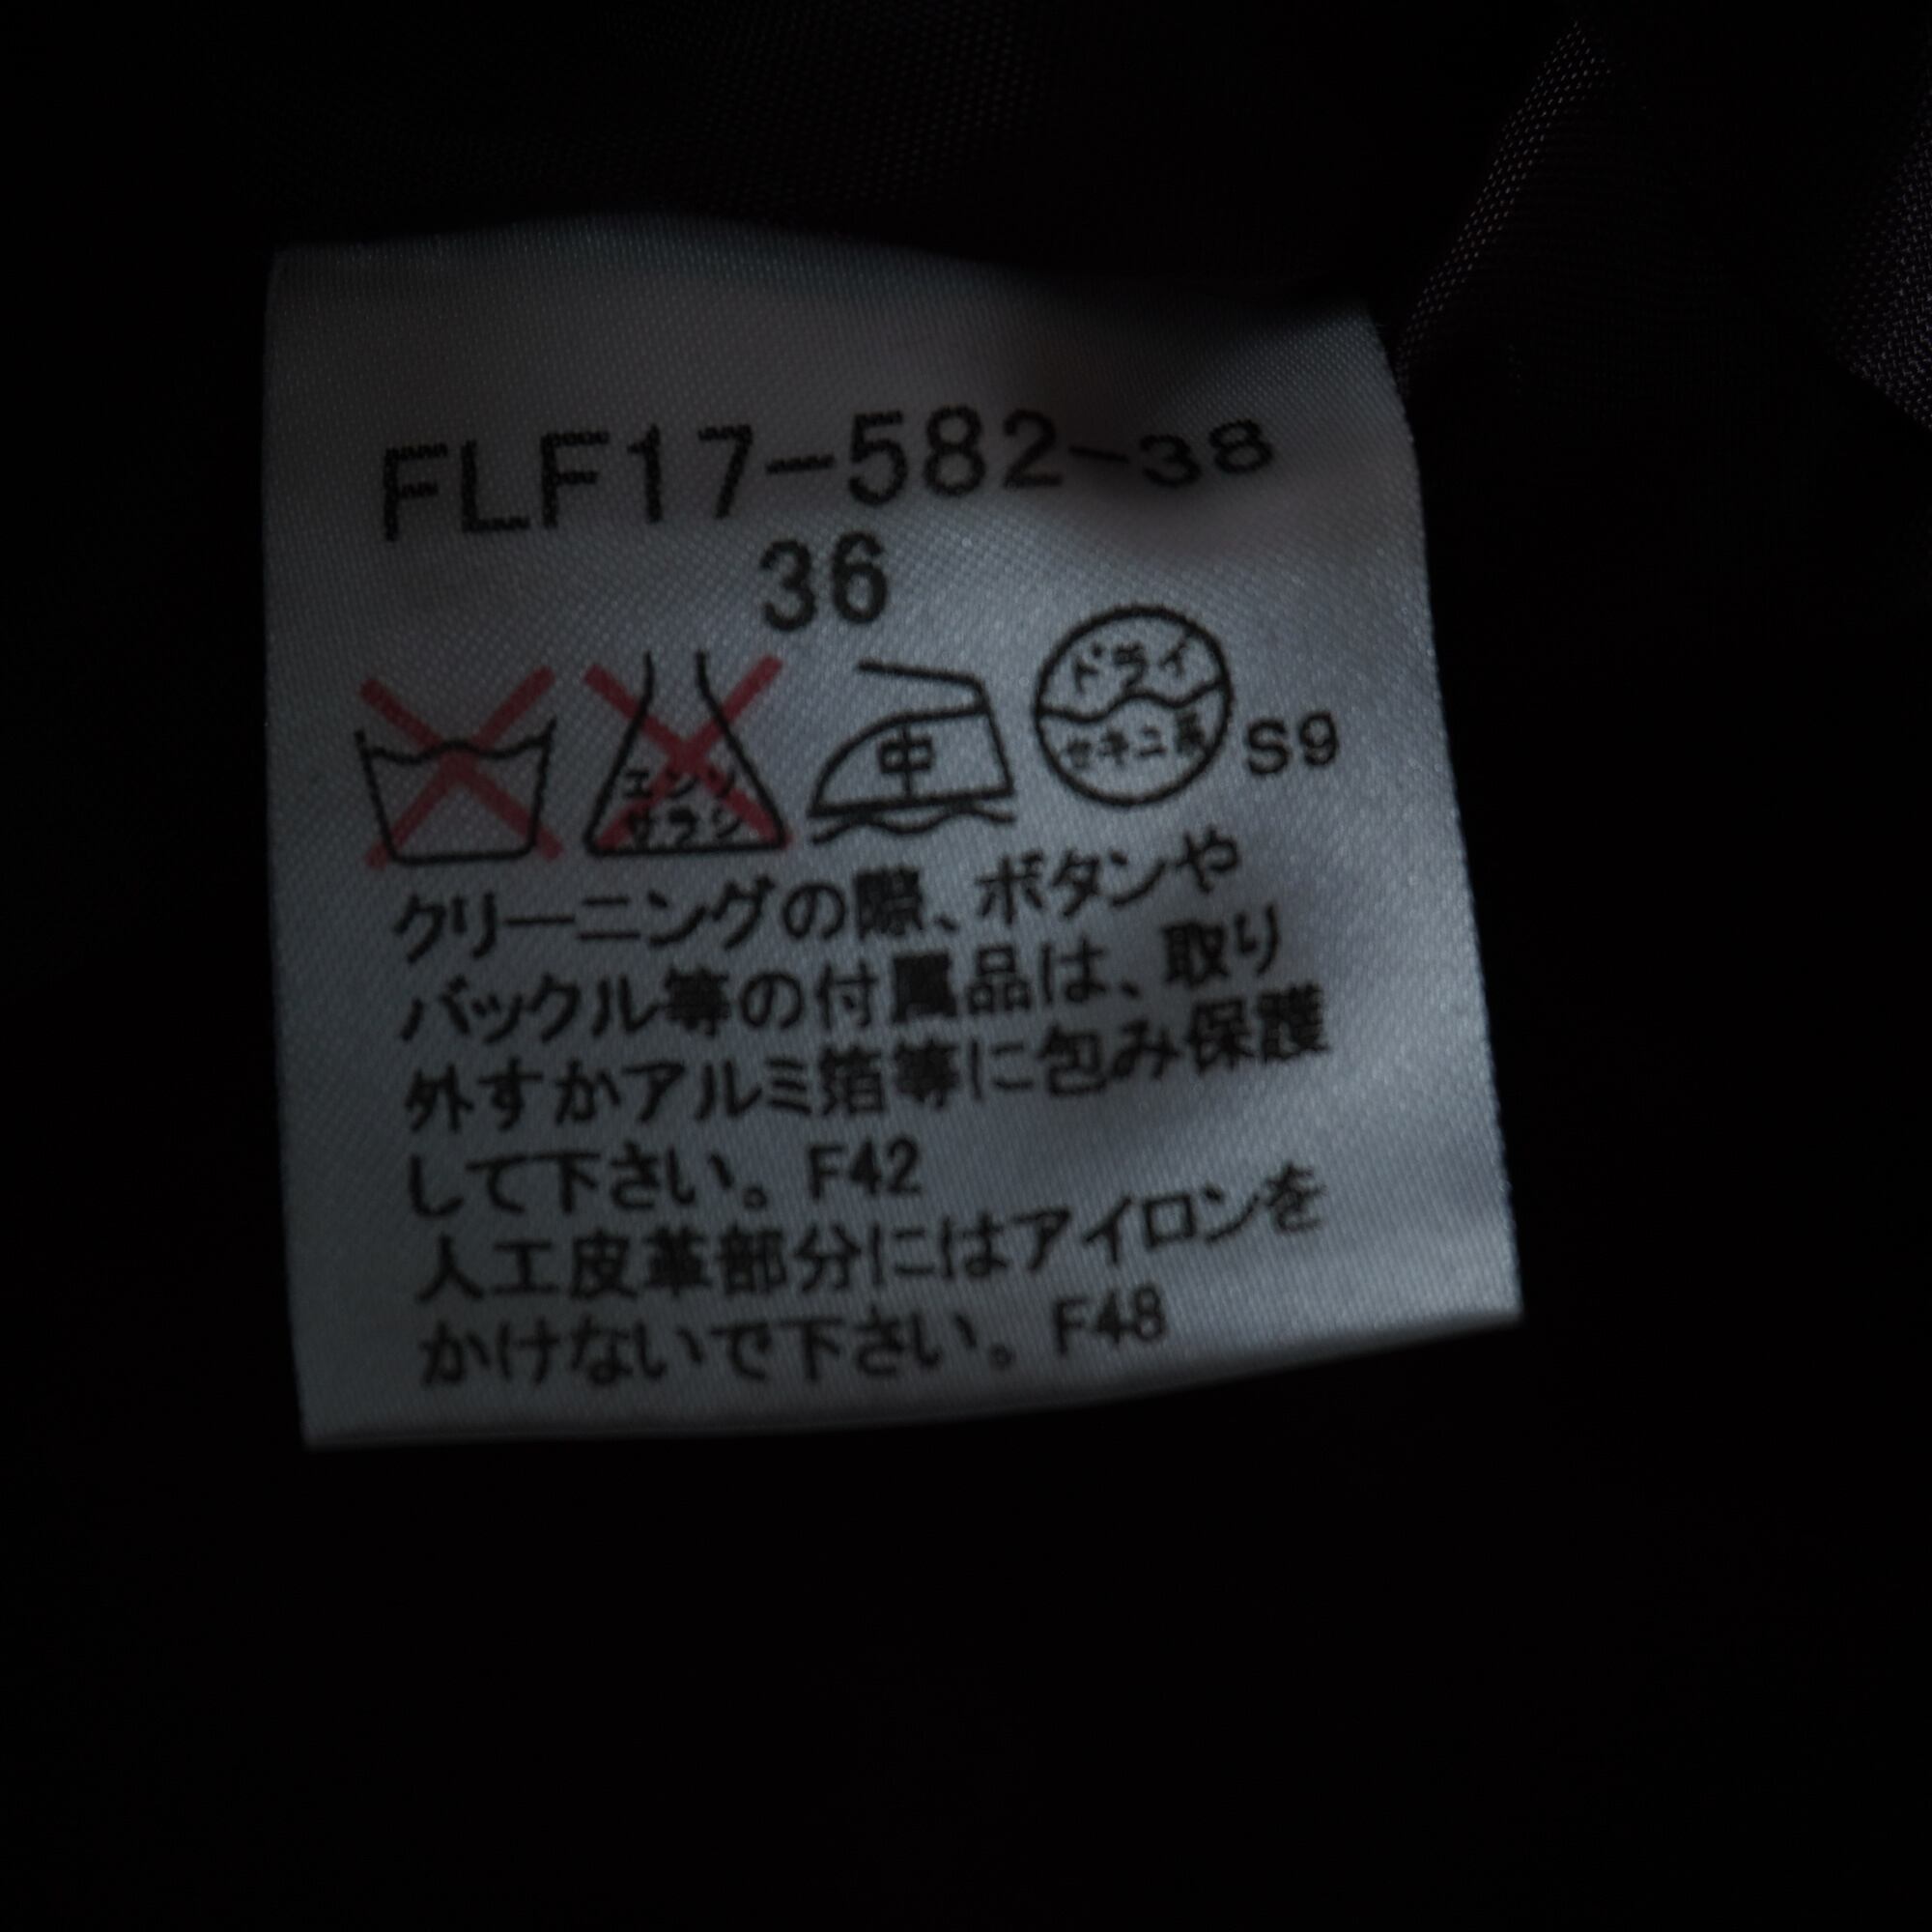 FLF17-582-38
36
エンソ
サラシ
中
ドライ
セキユ系
S9
クリーニングの際、ボタンや
バックル等の付属品は、取り
外すかアルミ箔等に包み保護
して下さい。F42
人工皮革部分にはアイロンを
かけないで下さい。F48